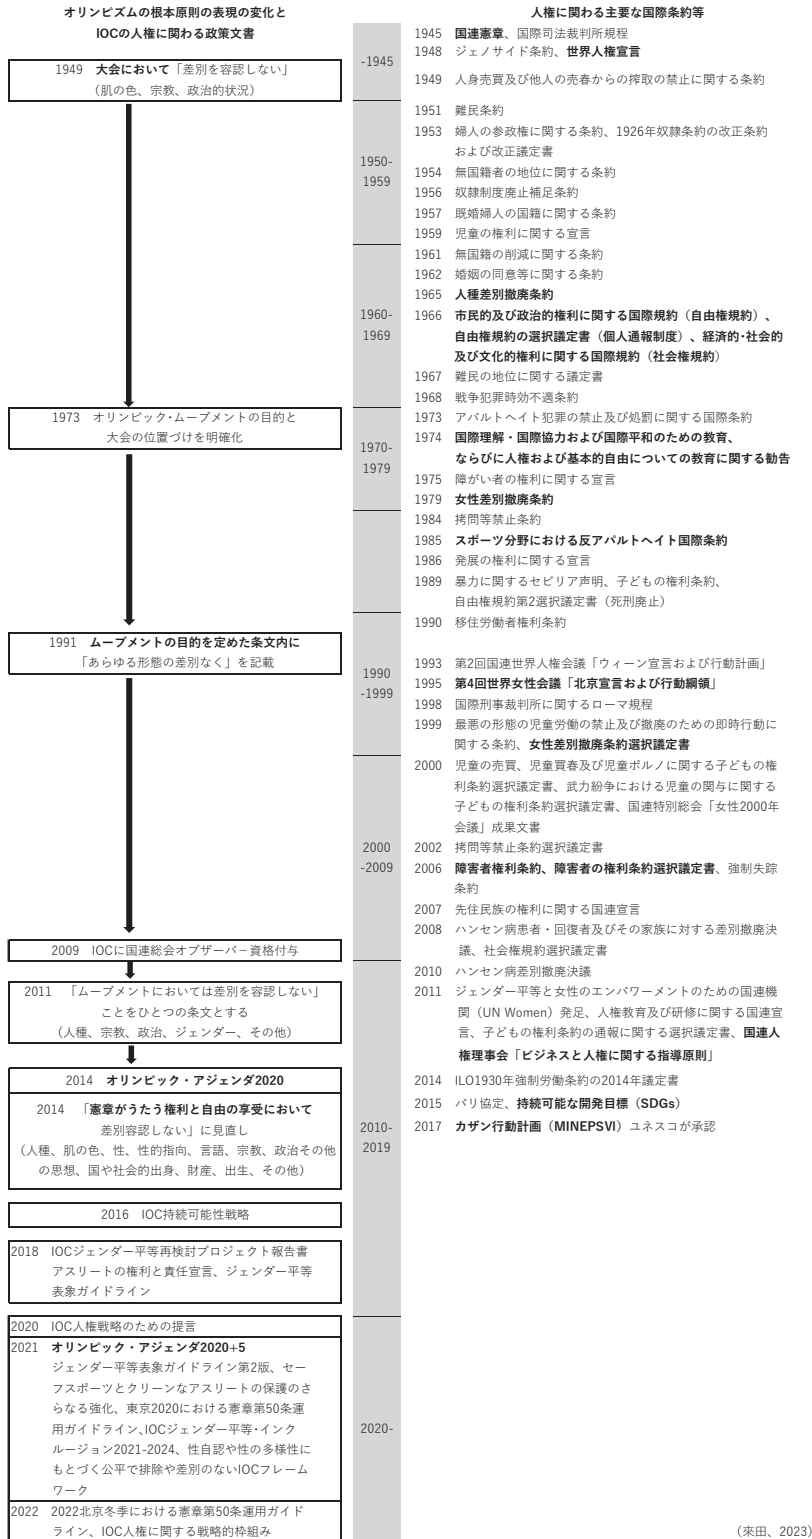 オリンピズムの根本原則の表現の変化と
IOCの人権に関わる政策文書
1949 大会において「差別を容認しない」
（肌の色、宗教、政治的状況）
1973 オリンピック・ムーブメントの目的と
大会の位置づけを明確化
1991 ムーブメントの目的を定めた条文内に
「あらゆる形態の差別なく」を記載
2009 IOCに国連総会オブザーバー資格付与
2011 「ムーブメントにおいては差別を容認しない」
ことをひとつの条文とする
（人種、宗教、政治、ジェンダー、その他）
2014 オリンピック・アジェンダ2020
2014 「憲章がうたう権利と自由の享受において
差別容認しない」に見直し
（人種、肌の色、性、性的指向、言語、宗教、政治その他
の思想、国や社会的出身、財産、出生、その他）
2016 IOC持続可能性戦略
2018 IOCジェンダー平等再検討プロジェクト報告書
アスリートの権利と責任宣言、ジェンダー平等
表象ガイドライン
2020 IOC人権戦略のための提言
2021 オリンピック・アジェンダ2020+5
ジェンダー平等表象ガイドライン第2版、セー
フスポーツとクリーンなアスリートの保護のさ
らなる強化、東京2020における憲章第50条運
用ガイドライン、IOCジェンダー平等・インク
ルージョン2021-2024、性自認や性の多様性に
もとづく公平で排除や差別のないIOCフレーム
ワーク
2022 2022北京冬季における憲章第50条運用ガイド
ライン、IOC人権に関する戦略的枠組み
-1945
1950-
1959
1960-
1969
1970-
1979
1990
-1999
2000
-2009
2010-
2019
2020-
人権に関わる主要な国際条約等
1945 国連憲章、国際司法裁判所規程
1948 ジェノサイド条約、世界人権宣言
1949 人身売買及び他人の売春からの搾取の禁止に関する条約
1951 難民条約
1953 婦人の参政権に関する条約、1926年奴隷条約の改正条約
および改正議定書
1954 無国籍者の地位に関する条約
1956 奴隷制度廃止補足条約
1957 既婚婦人の国籍に関する条約
1959 児童の権利に関する宣言
1961 無国籍の削減に関する条約
1962 婚姻の同意等に関する条約
1965 人種差別撤廃条約
1966 市民的及び政治的権利に関する国際規約（自由権規約）、
自由権規約の選択議定書（個人通報制度）、経済的・社会的
及び文化的権利に関する国際規約（社会権規約）
1967 難民の地位に関する議定書
1968 戦争犯罪時効不適条約
1973 アパルトヘイト犯罪の禁止及び処罰に関する国際条約
1974 国際理解・国際協力および国際平和のための教育、
ならびに人権および基本的自由についての教育に関する勧告
1975 障がい者の権利に関する宣言
1979 女性差別撤廃条約
1984 拷問等禁止条約
1985 スポーツ分野における反アパルトヘイト国際条約
1986 発展の権利に関する宣言
1989 暴力に関するセビリア声明、子どもの権利条約、
自由権規約第2選択議定書（死刑廃止）
1990 移住労働者権利条約
1993 第2回国連世界人権会議「ウィーン宣言および行動計画」
1995 第4回世界女性会議「北京宣言および行動綱領」
1998 国際刑事裁判所に関するローマ規程
1999 最悪の形態の児童労働の禁止及び撤廃のための即時行動に
関する条約、女性差別撤廃条約選択議定書
2000 児童の売買、児童買春及び児童ポルノに関する子どもの権
利条約選択議定書、武力紛争における児童の関与に関する
子どもの権利条約選択議定書、国連特別総会「女性2000年
会議」成果文書
2002 拷問等禁止条約選択議定書
2006 障害者権利条約、障害者の権利条約選択議定書、強制失踪
条約
2007 先住民族の権利に関する国連宣言
2008 ハンセン病患者・回復者及びその家族に対する差別撤廃決
議、社会権規約選択議定書
2010 ハンセン病差別撤廃決議
2011 ジェンダー平等と女性のエンパワーメントのための国連機
関（UN Women）発足、人権教育及び研修に関する国連宣
言、子どもの権利条約の通報に関する選択議定書、国連人
権理事会「ビジネスと人権に関する指導原則」
2014 ILO1930年強制労働条約の2014年議定書
2015 パリ協定、持続可能な開発目標（SDGs）
2017 カザン行動計画（MINEPSⅥ）ユネスコが承認
（來田、2023）